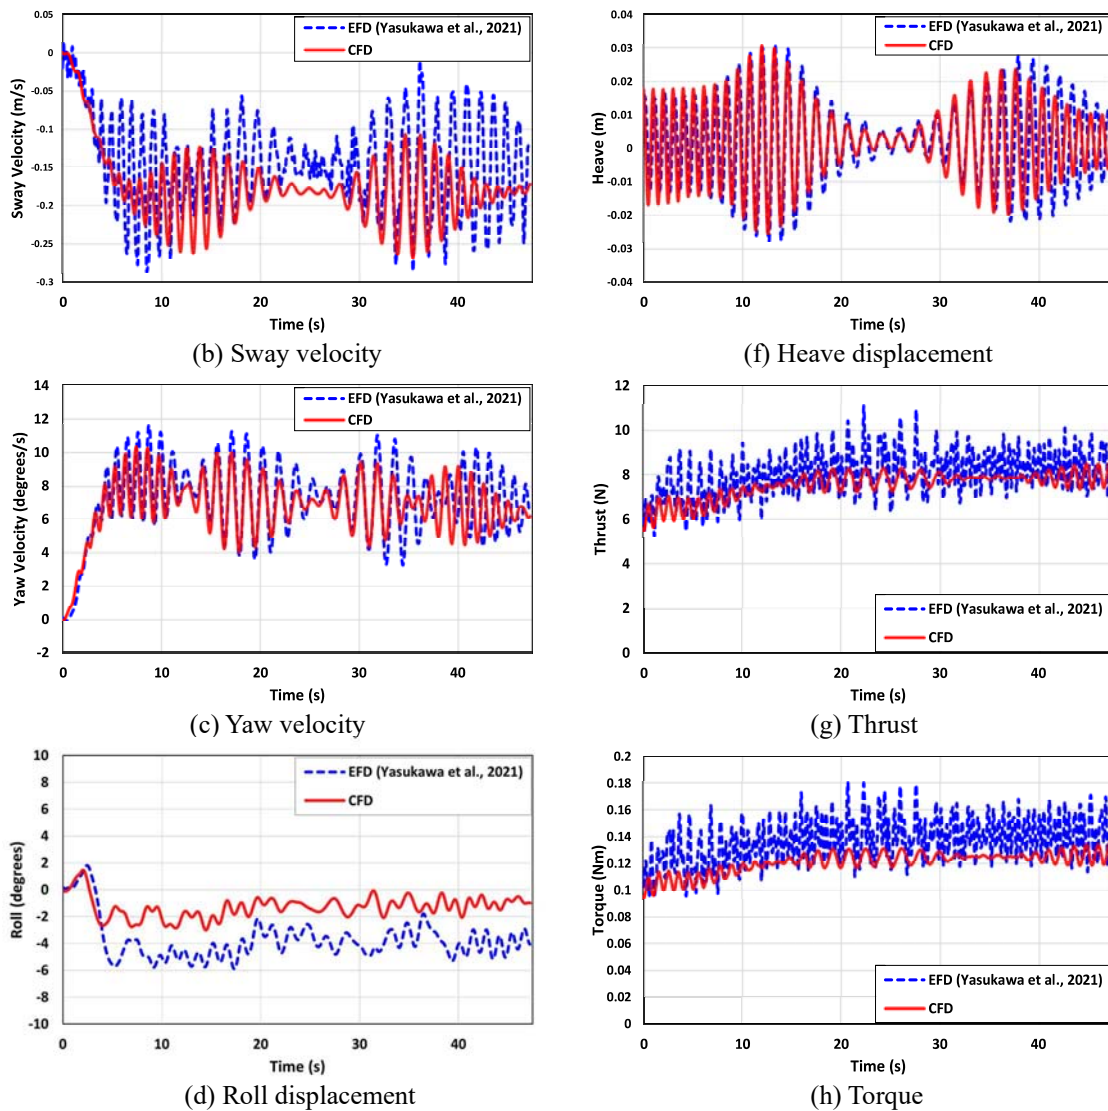 0.05
0
-0.05
-0.1
-0.15
-0.2
-0.25
-0.3
Sway Velocity (m/s)
EFD (Yasukawa et al., 2021)
CFD
0 10 20 30 40
Time (s)
(b) Sway velocity
0.04
0.03
0.02
0.01
0
-0.01
-0.02
-0.03
-0.04
Heave (m)
EFD (Yasukawa et al., 2021)
CFD
0 10 20 30 40
Time (s)
(f) Heave displacement
14
12
10
8
6
4
2
0
-2
Yaw Velocity (degrees/s)
EFD (Yasukawa et al., 2021)
CFD
0 10 20 30 40
Time (s)
(c) Yaw velocity
12
10
8
6
4
2
0
Thrust (N)
EFD (Yasukawa et al., 2021)
CFD
0 10 20 30 40
Time (s)
(g) Thrust
10
8
6
4
2
0
-2
-4
-6
-8
-10
Roll (degrees)
EFD (Yasukawa et al., 2021)
CFD
0 10 20 30 40
Time (s)
(d) Roll displacement
0.2
0.18
0.16
0.14
0.12
0.1
0.08
0.06
0.04
0.02
0
Torque (Nm)
EFD (Yasukawa et al., 2021)
CFD
0 10 20 30 40
Time (s)
(h) Torque